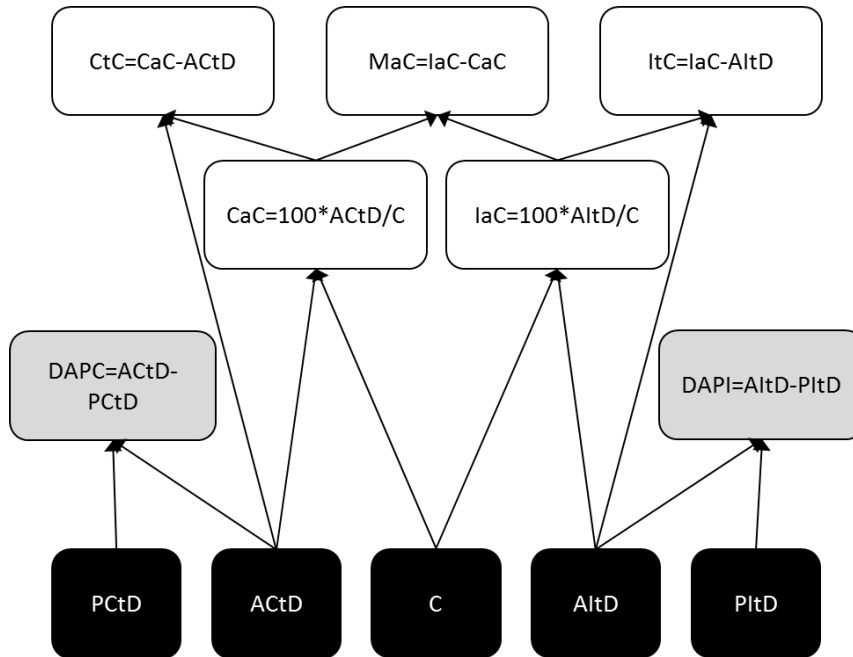 CtC=CaC-ACtD
MaC=IaC-CaC
ItC=IaC-AItD
CaC=100*ACtD/C
IaC=100*AItD/C
DAPC=ACtD-
PCtD
DAPI=AItD-PItD
PCtD
ACtD
C
AItD
PItD